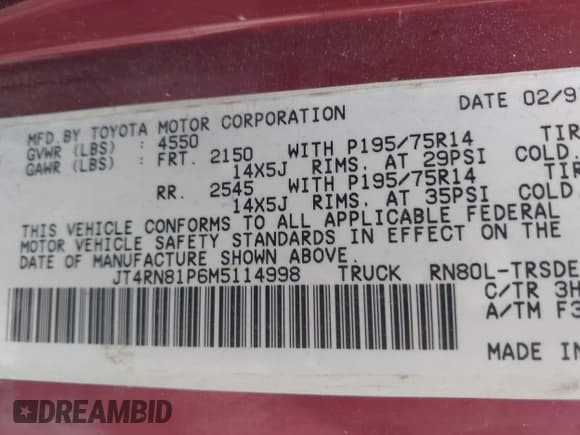 MFD. BY TOYOTA MOTOR CORPORATION DATE 02/9
GVWR (LBS) : 4550
GAWR (LBS) : FRT. 2150 WITH P195/75R14 TIR
14X5J RIMS. AT 29PSI COLD.
RR. 2545 WITH P195/75R14 TIR
14X5J RIMS. AT 35PSI COLD.
THIS VEHICLE CONFORMS TO ALL APPLICABLE FEDERAL
MOTOR VEHICLE SAFETY STANDARDS IN EFFECT ON THE
DATE OF MANUFACTURE SHOWN ABOVE.
JT4RN81P6M5114998 TRUCK RN80L-TRSDE
C/TR 3H
A/TM F3
MADE IN
DREAMBID